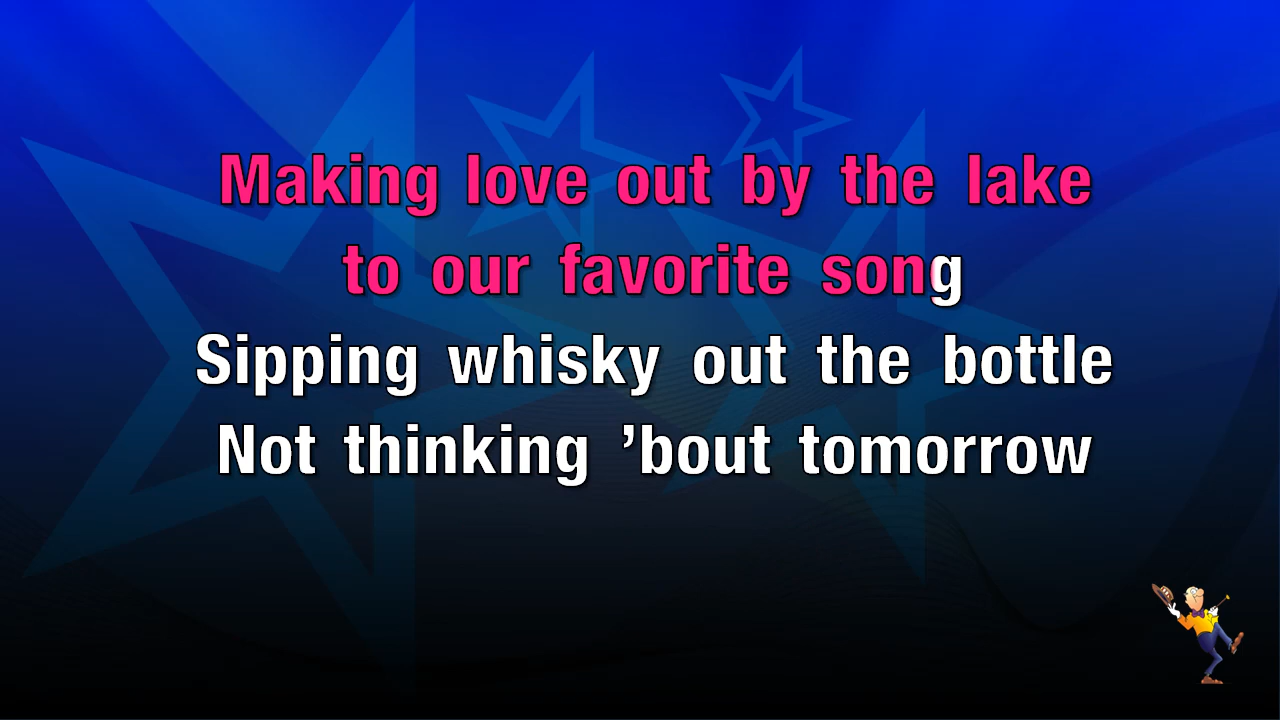 Making love out by the lake
to our favorite song
Sipping whisky out the bottle
Not thinking ’bout tomorrow